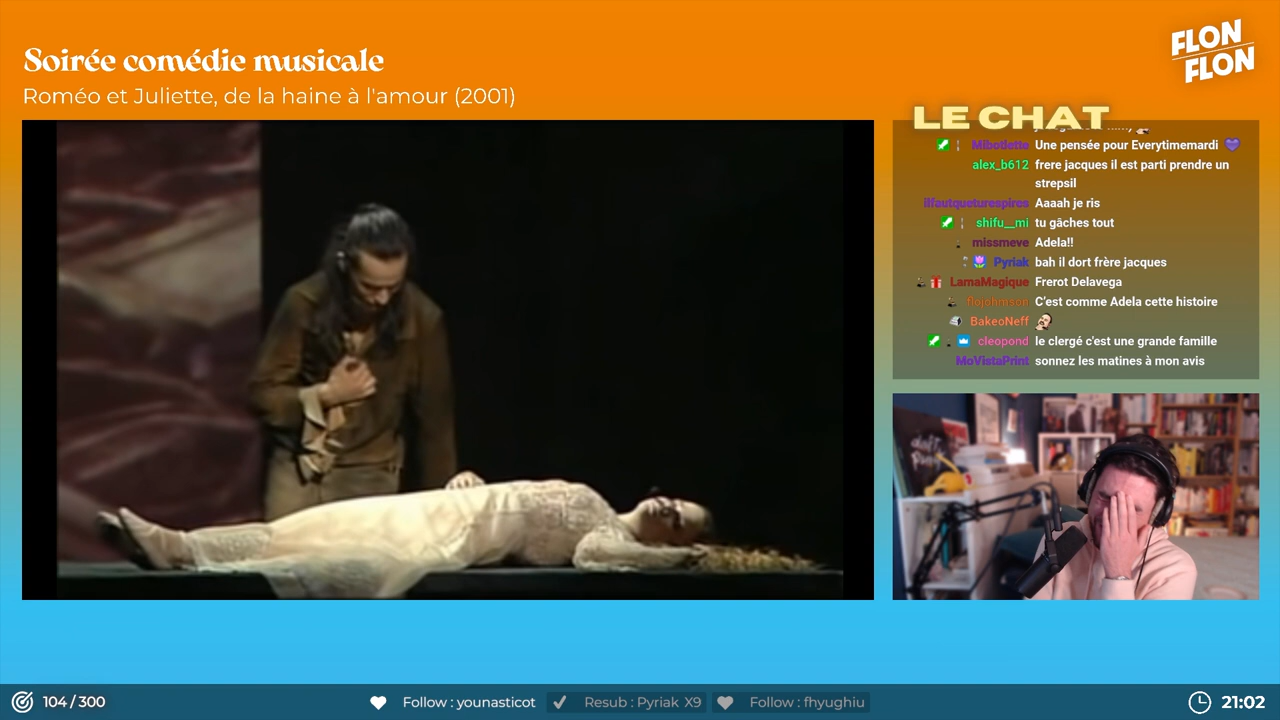 Soirée comédie musicale
Roméo et Juliette, de la haine à l'amour (2001)
FLON
FLON
LE CHAT
Mibotlette Une pensée pour Everytimemardi
alex_b612 frere jacques il est parti prendre un
strepsil
ilfautqueturespires Aaaah je ris
shifu__mi tu gâches tout
missmeve Adela!!
Pyriak bah il dort frère jacques
LamaMagique Frerot Delavega
flojohnson C'est comme Adela cette histoire
BakeoNeff
cleopond le clergé c'est une grande famille
MoVistaPrint sonnez les matines à mon avis
104 / 300
Follow : younasticot
Resub : Pyriak X9
Follow : fhyughiu
21:02